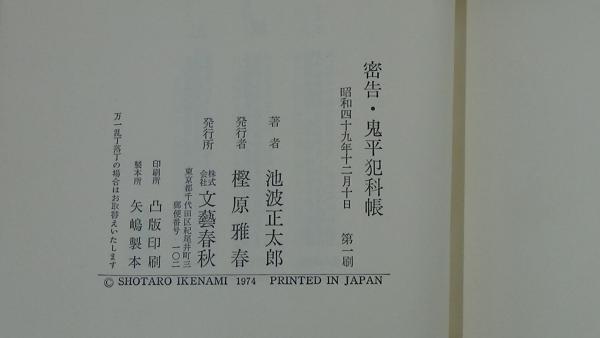 密告・鬼平犯科帳
昭和四十九年十二月十日　第一刷
著者　池波正太郎
発行者　樫原雅春
発行所　株式会社　文藝春秋
東京都千代田区紀尾井町三
郵便番号　一〇二
印刷所　凸版印刷
製本所　矢嶋製本
万一乱丁落丁の場合はお取替えいたします
© SHOTARO IKENAMI 1974 PRINTED IN JAPAN